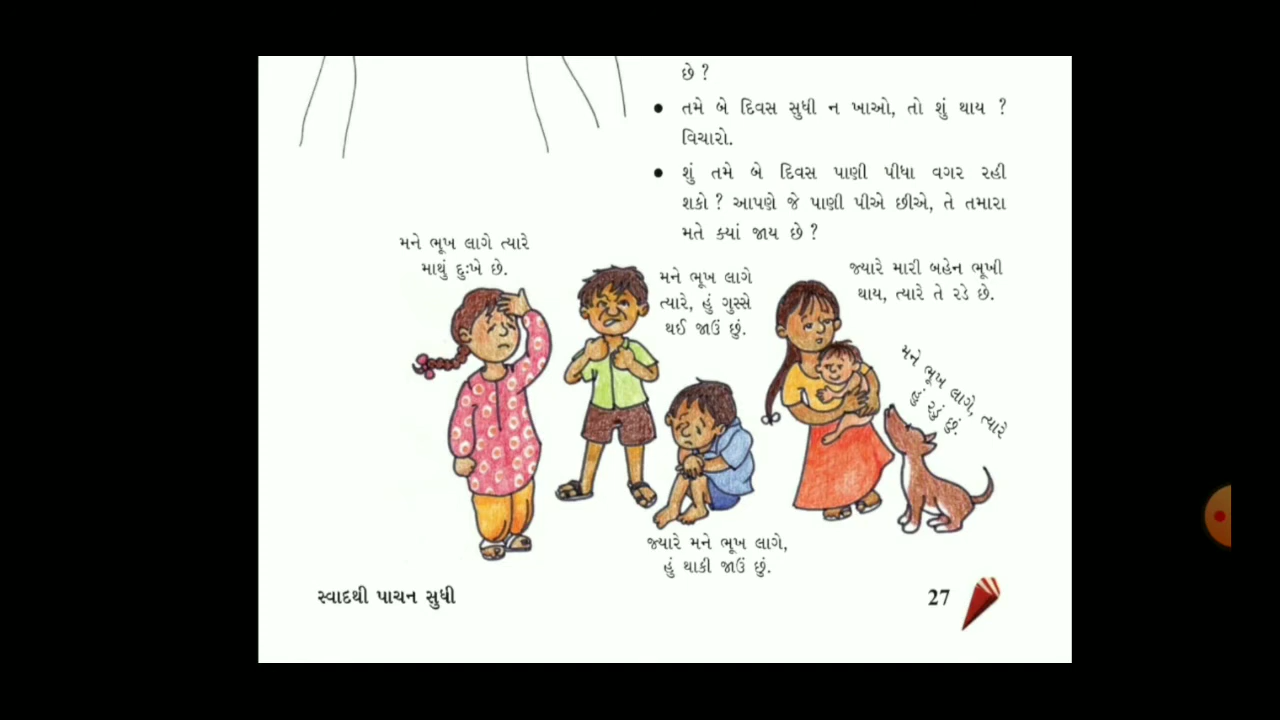 છે ?
• તમે બે દિવસ સુધી ન ખાઓ, તો શું થાય ?
વિચારો.
• શું તમે બે દિવસ પાણી પીધા વગર રહી
શકો ? આપણે જે પાણી પીએ છીએ, તે તમારા
મતે ક્યાં જાય છે ?
મને ભૂખ લાગે ત્યારે
માથું દુઃખે છે.
મને ભૂખ લાગે
ત્યારે, હું ગુસ્સે
થઈ જાઉં છું.
જ્યારે મારી બહેન ભૂખી
થાય, ત્યારે તે રડે છે.
મને ભૂખ લાગે, ત્યારે
હું રડું છું.
જ્યારે મને ભૂખ લાગે,
હું થાકી જાઉં છું.
સ્વાદથી પાચન સુધી
27